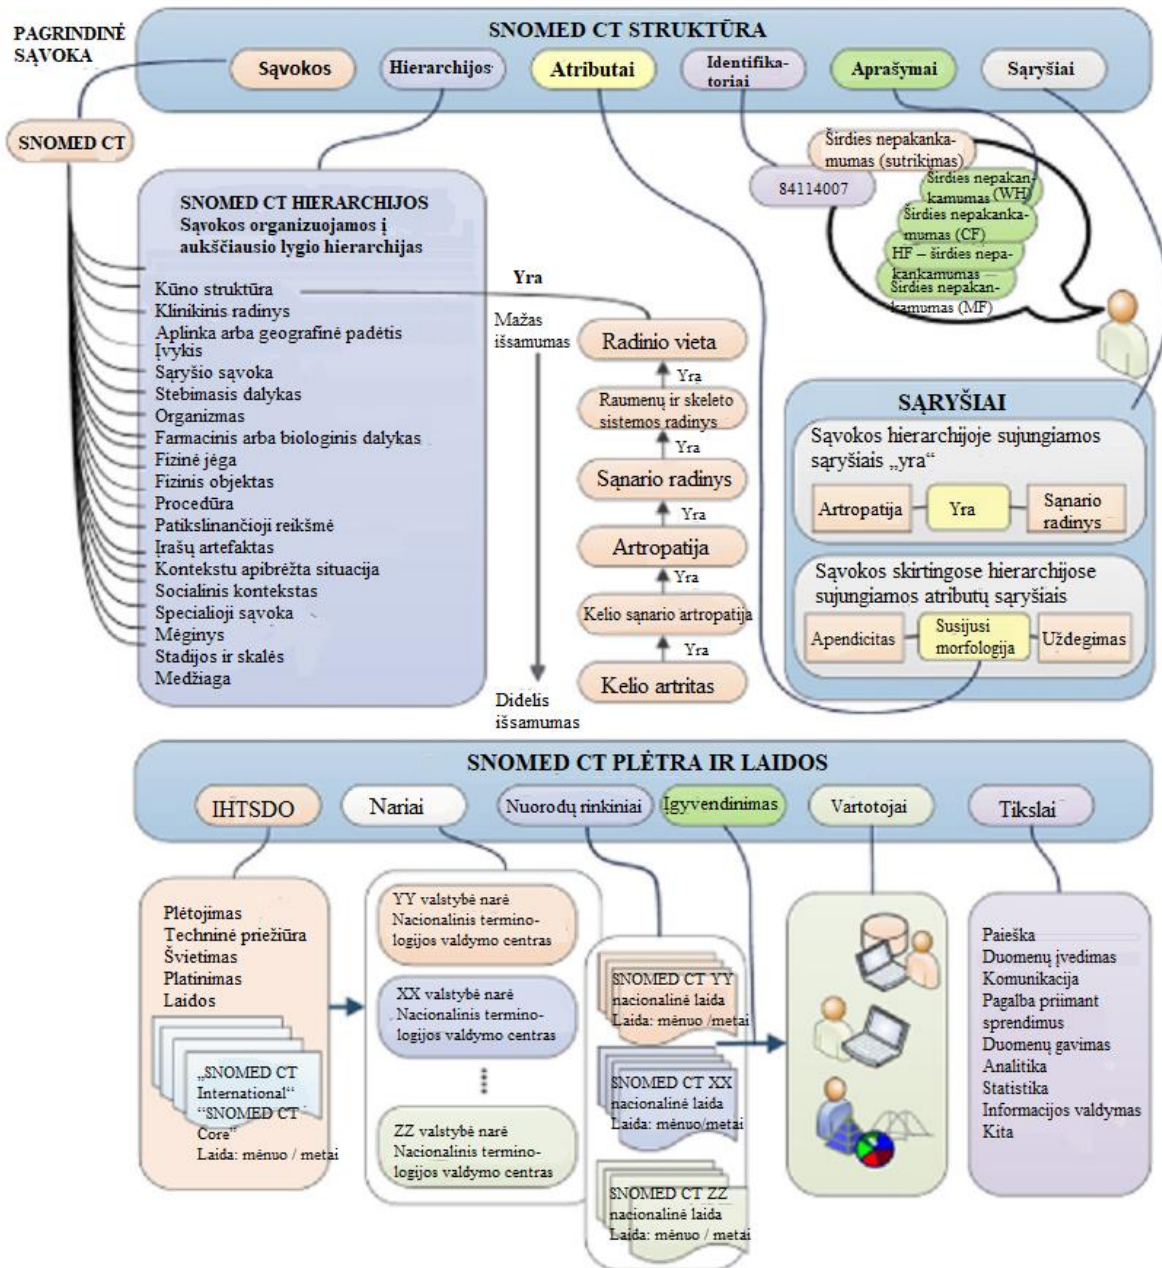 PAGRINDINĖ
SĄVOKA
SNOMED CT STRUKTŪRA
Sąvokos
Hierarchijos
Atributai
Identifika-
toriai
Aprašymai
Sąryšiai
SNOMED CT
SNOMED CT HIERARCHIJOS
Sąvokos organizuojamos į
aukščiausio lygio hierarchijas
Kūno struktūra
Klinikinis radinys
Aplinka arba geografinė padėtis
Įvykis
Sąryšio sąvoka
Stebimasis dalykas
Organizmas
Farmacinis arba biologinis dalykas
Fizinė jėga
Fizinis objektas
Procedūra
Patikslinančioji reikšmė
Įrašų artefaktas
Kontekstu apibrėžta situacija
Socialinis kontekstas
Specialioji sąvoka
Mėginys
Stadijos ir skalės
Medžiaga
Yra
Mažas
išsamumas
Didelis
išsamumas
Radinio vieta
Yra
Raumenų ir skeleto
sistemos radinys
Yra
Sąnario radinys
Yra
Artropatija
Yra
Kelio sąnario artropatija
Yra
Kelio artritas
Širdies nepakanka-
mumas (sutrikimas)
84114007
Širdies nepakan-
kamumas (WH)
Širdies nepakanka-
mumas (CF)
HF – širdies nepa-
kankamumas –
Širdies nepakan-
kamumas (MF)
SĄRYŠIAI
Sąvokos hierarchijoje sujungiamos
sąryšiais „yra“
Artropatija
Yra
Sąnario
radinys
Sąvokos skirtingose hierarchijose
sujungiamos atributų sąryšiais
Apendicitas
Susijusi
morfologija
Uždegimas
SNOMED CT PLĖTRA IR LAIDOS
IHTSDO
Nariai
Nuorodų rinkiniai
Įgyvendinimas
Vartotojai
Tikslai
Plėtojimas
Techninė priežiūra
Švietimas
Platinimas
Laidos
„SNOMED CT
International“
“SNOMED CT
Core”
Laida: mėnuo / metai
YY valstybė narė
Nacionalinis termino-
logijos valdymo centras
XX valstybė narė
Nacionalinis termino-
logijos valdymo centras
ZZ valstybė narė
Nacionalinis termino-
logijos valdymo centras
SNOMED CT YY
nacionalinė laida
Laida: mėnuo /metai
SNOMED CT XX
nacionalinė laida
Laida: mėnuo/metai
SNOMED CT ZZ
nacionalinė laida
Laida: mėnuo / metai
Paieška
Duomenų įvedimas
Komunikacija
Pagalba priimant
sprendimus
Duomenų gavimas
Analitika
Statistika
Informacijos valdymas
Kita